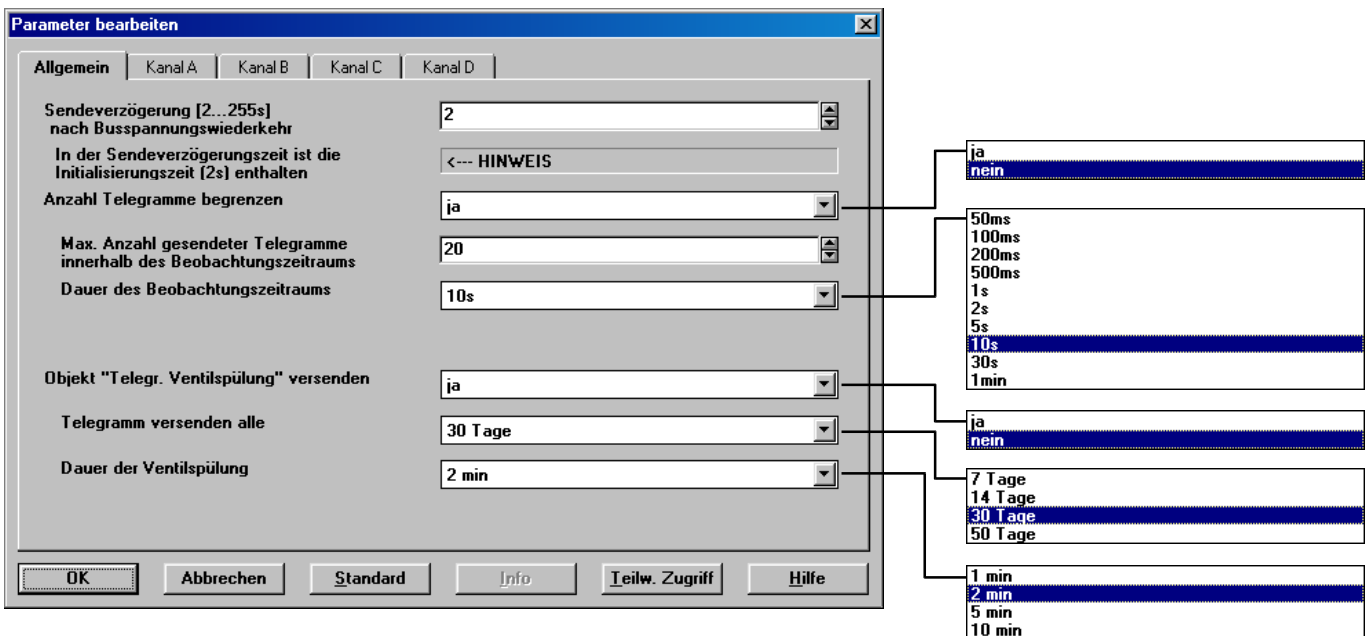 Parameter bearbeiten
Allgemein Kanal A Kanal B Kanal C Kanal D
Sendeverzögerung [2...255s]
nach Busspannungswiederkehr
2
In der Sendeverzögerungszeit ist die
Initialisierungszeit (2s) enthalten
<--- HINWEIS
Anzahl Telegramme begrenzen
ja
Max. Anzahl gesendeter Telegramme
innerhalb des Beobachtungszeitraums
20
Dauer des Beobachtungszeitraums
10s
Objekt "Telegr. Ventilspülung" versenden
ja
Telegramm versenden alle
30 Tage
Dauer der Ventilspülung
2 min
OK Abbrechen Standard Info Teilw. Zugriff Hilfe
ja
nein
50ms
100ms
200ms
500ms
1s
2s
5s
10s
30s
1min
ja
nein
7 Tage
14 Tage
30 Tage
50 Tage
1 min
2 min
5 min
10 min